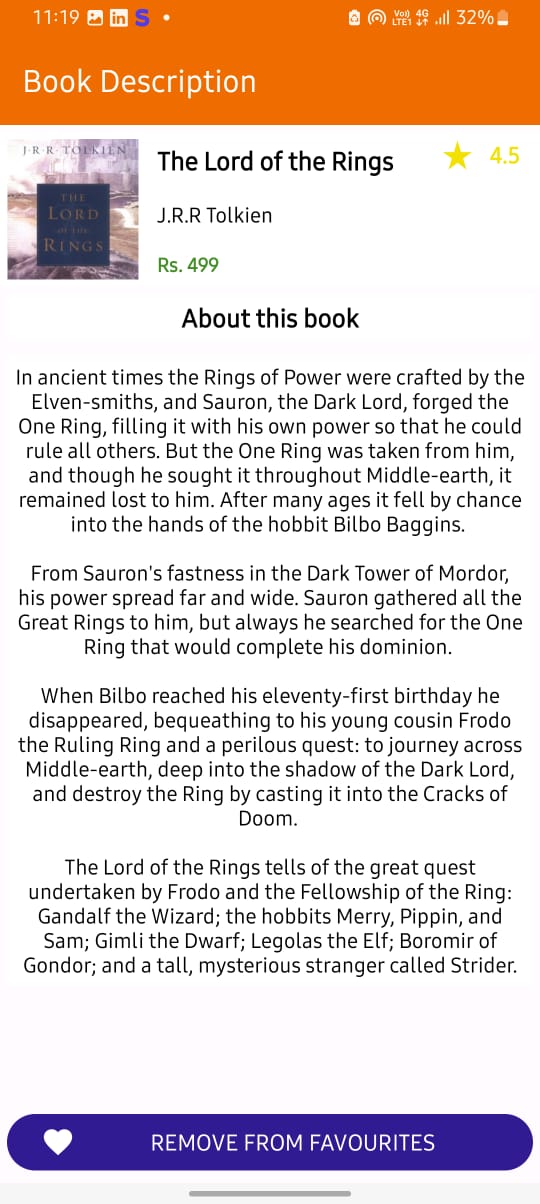 11:19 in S Vo)) LTE1 4G 32%
Book Description
J·R·R·TOLKIEN
THE
LORD
OF THE
RINGS
The Lord of the Rings
4.5
J.R.R Tolkien
Rs. 499
About this book
In ancient times the Rings of Power were crafted by the
Elven-smiths, and Sauron, the Dark Lord, forged the
One Ring, filling it with his own power so that he could
rule all others. But the One Ring was taken from him,
and though he sought it throughout Middle-earth, it
remained lost to him. After many ages it fell by chance
into the hands of the hobbit Bilbo Baggins.
From Sauron's fastness in the Dark Tower of Mordor,
his power spread far and wide. Sauron gathered all the
Great Rings to him, but always he searched for the One
Ring that would complete his dominion.
When Bilbo reached his eleventy-first birthday he
disappeared, bequeathing to his young cousin Frodo
the Ruling Ring and a perilous quest: to journey across
Middle-earth, deep into the shadow of the Dark Lord,
and destroy the Ring by casting it into the Cracks of
Doom.
The Lord of the Rings tells of the great quest
undertaken by Frodo and the Fellowship of the Ring:
Gandalf the Wizard; the hobbits Merry, Pippin, and
Sam; Gimli the Dwarf; Legolas the Elf; Boromir of
Gondor; and a tall, mysterious stranger called Strider.
REMOVE FROM FAVOURITES